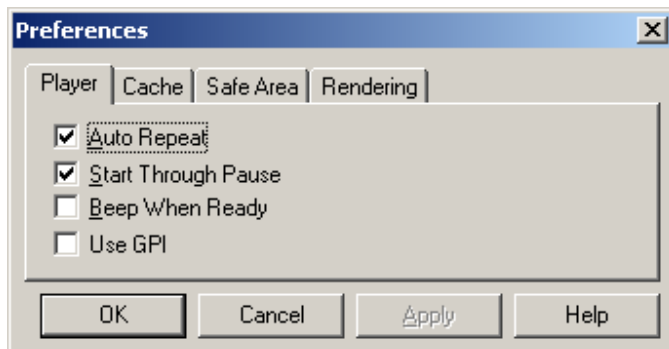 Preferences
Player Cache Safe Area Rendering
Auto Repeat
Start Through Pause
Beep When Ready
Use GPI
OK Cancel Apply Help